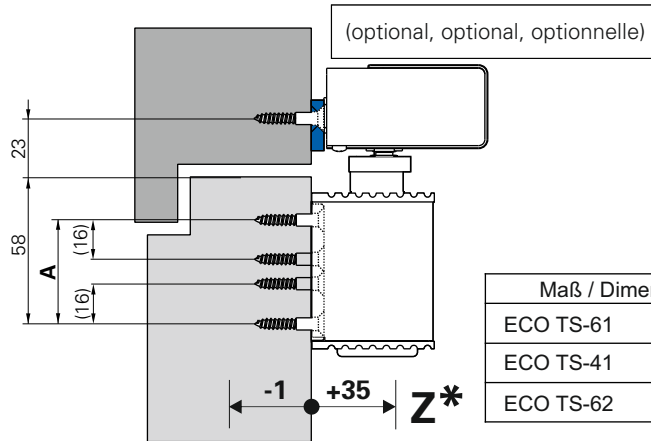 (optional, optional, optionnelle)
23
58
A
(16)
(16)
Maß / Dime
ECO TS-61
ECO TS-41
ECO TS-62
-1
+35
Z*